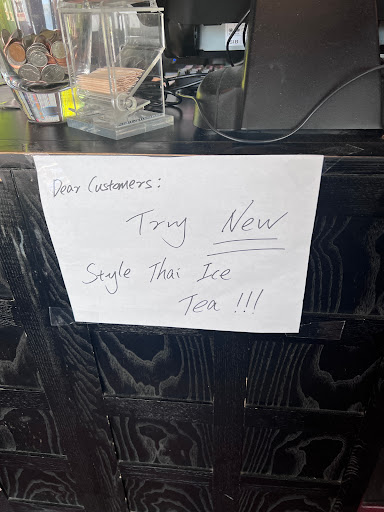 Dear Customers:
Try New
Style Thai Ice
Tea !!!